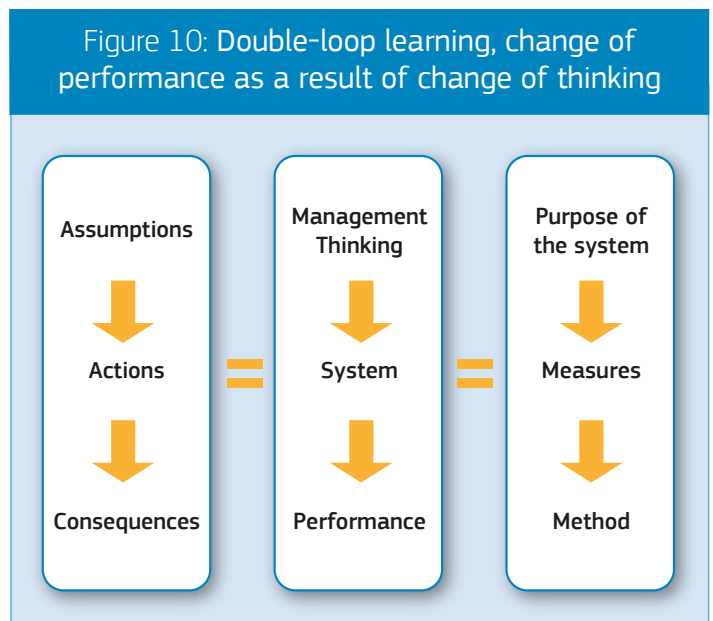 Figure 10: Double-loop learning, change of
performance as a result of change of thinking
Assumptions
Actions
Consequences
=
Management
Thinking
System
Performance
=
Purpose of
the system
Measures
Method